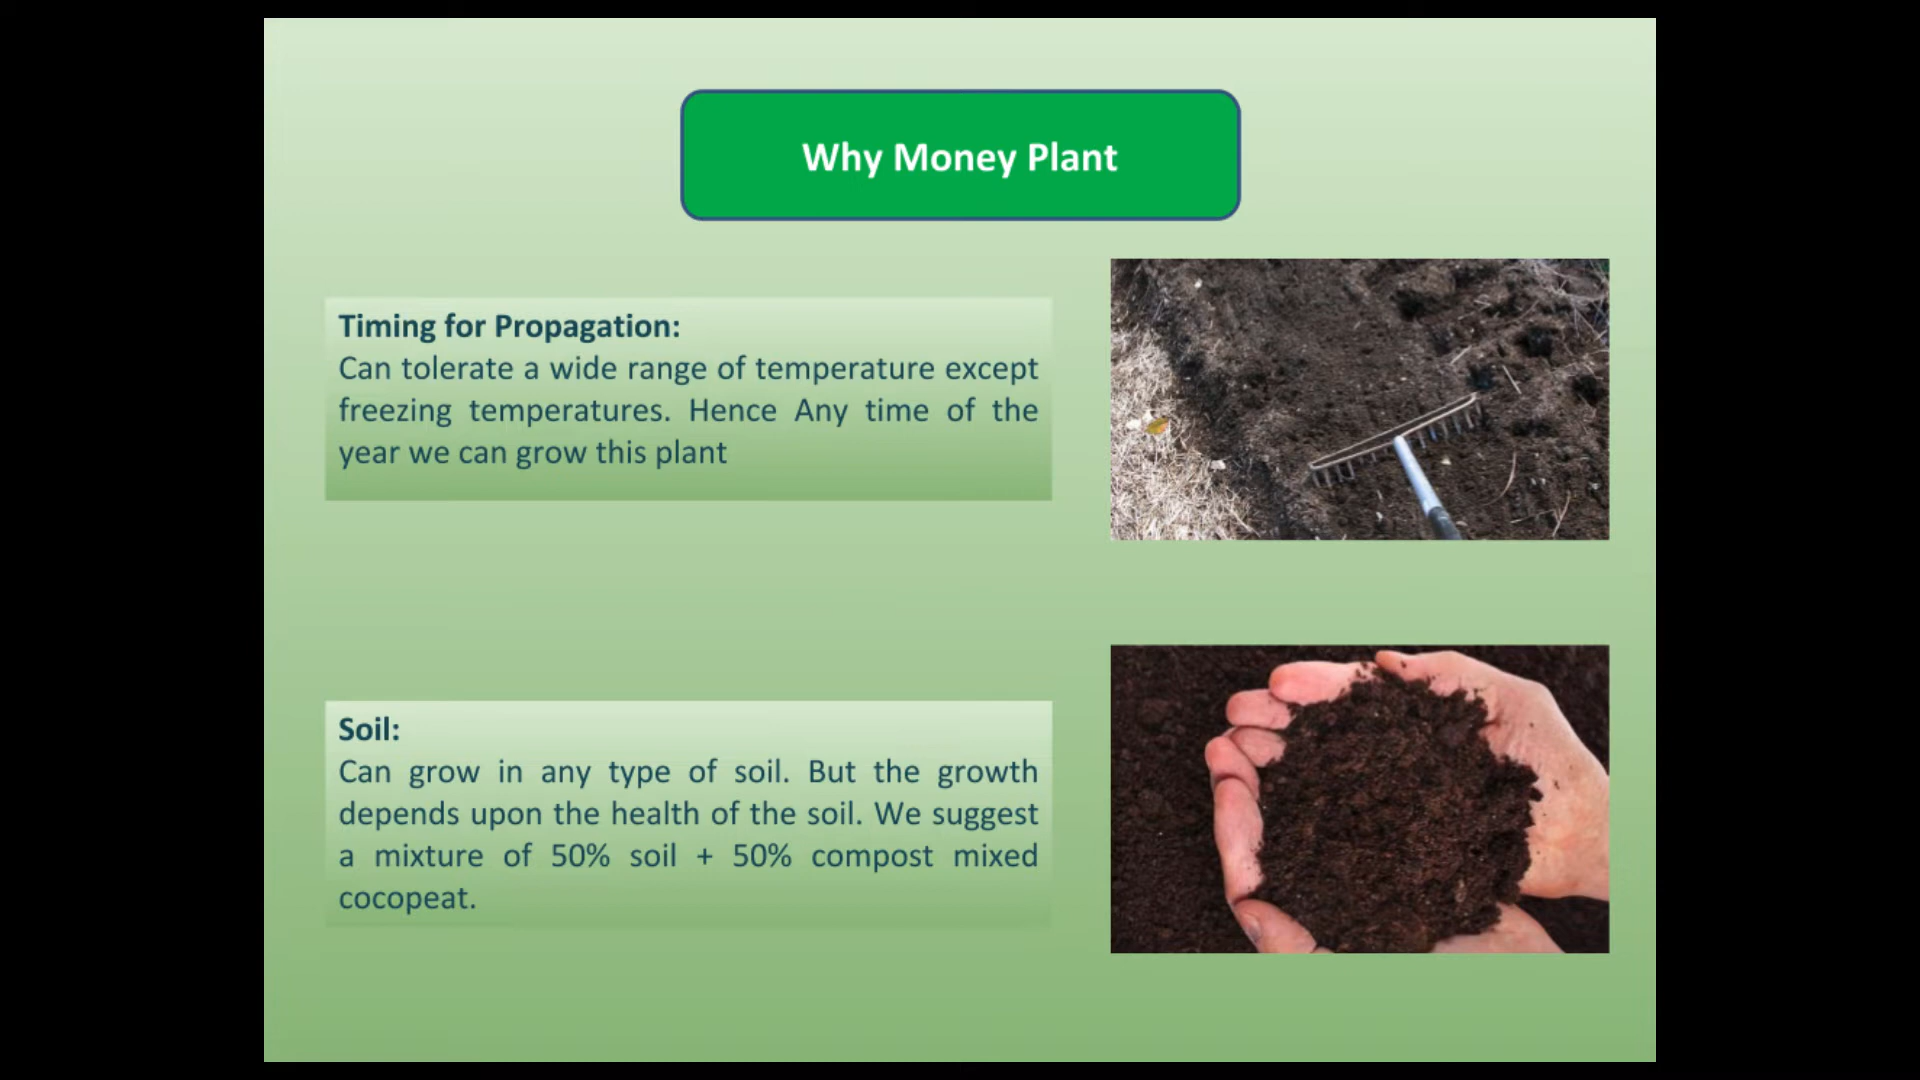 Why Money Plant
Timing for Propagation:
Can tolerate a wide range of temperature except
freezing temperatures. Hence Any time of the
year we can grow this plant
Soil:
Can grow in any type of soil. But the growth
depends upon the health of the soil. We suggest
a mixture of 50% soil + 50% compost mixed
cocopeat.